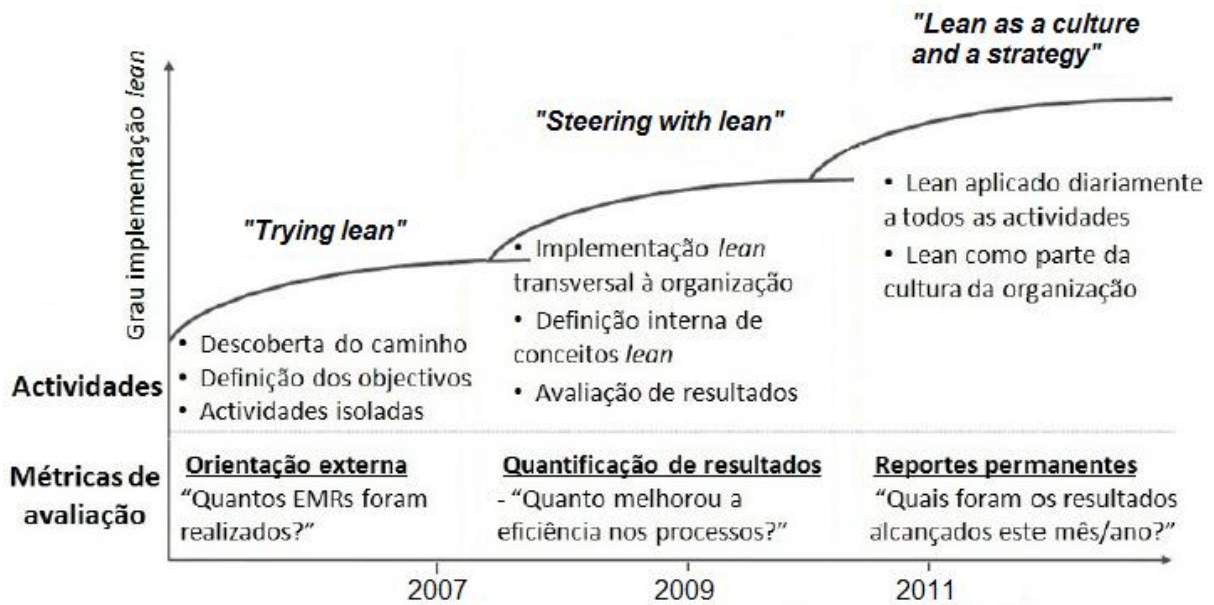 "Lean as a culture
and a strategy"
"Steering with lean"
"Trying lean"
Grau implementação lean
• Lean aplicado diariamente
a todos as actividades
• Lean como parte da
cultura da organização
• Implementação lean
transversal à organização
• Definição interna de
conceitos lean
• Avaliação de resultados
• Descoberta do caminho
• Definição dos objectivos
• Actividades isoladas
Actividades
Métricas de
avaliação
Orientação externa
“Quantos EMRs foram
realizados?”
Quantificação de resultados
- “Quanto melhorou a
eficiência nos processos?”
Reportes permanentes
“Quais foram os resultados
alcançados este mês/ano?”
2007
2009
2011